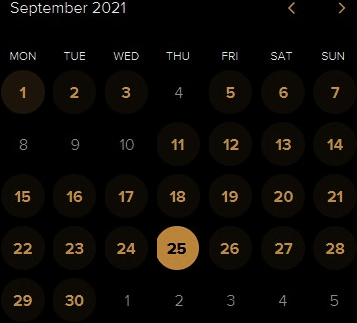 September 2021
MON TUE WED THU FRI SAT SUN
1 2 3 4 5 6 7
8 9 10 11 12 13 14
15 16 17 18 19 20 21
22 23 24 25 26 27 28
29 30 1 2 3 4 5